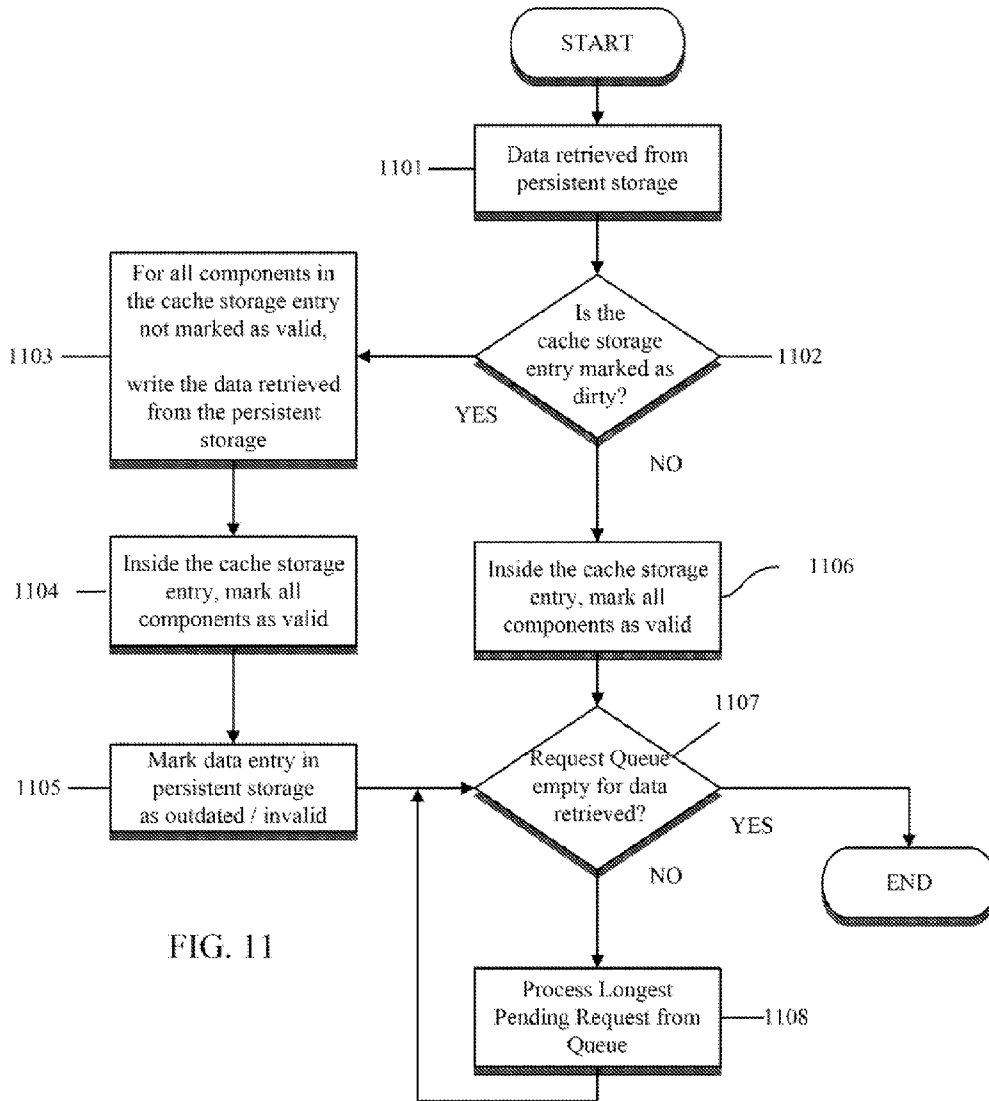 START
1101
Data retrieved from
persistent storage
For all components in
the cache storage entry
not marked as valid,
write the data retrieved
from the persistent
storage
1103
Is the
cache storage
entry marked as
dirty?
1102
YES
NO
Inside the cache storage
entry, mark all
components as valid
1104
Inside the cache storage
entry, mark all
components as valid
1106
1107
Mark data entry in
persistent storage
as outdated / invalid
1105
Request Queue
empty for data
retrieved?
YES
NO
END
FIG. 11
Process Longest
Pending Request from
Queue
1108